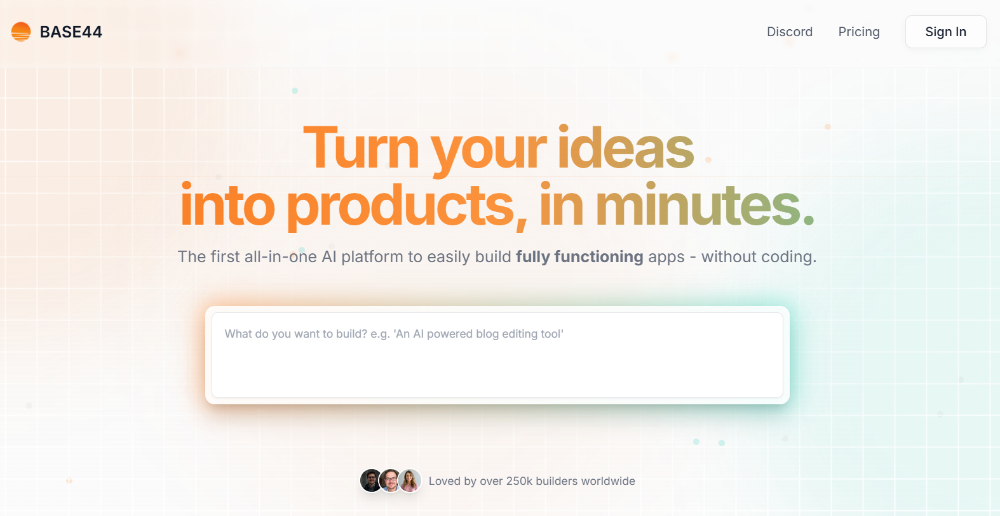 BASE44
Discord
Pricing
Sign In
Turn your ideas
into products, in minutes.
The first all-in-one AI platform to easily build fully functioning apps - without coding.
What do you want to build? e.g. 'An AI powered blog editing tool'
Loved by over 250k builders worldwide